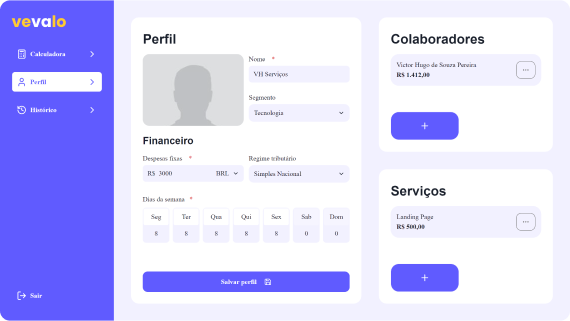 vevalo
Calculadora
Perfil
Histórico
Sair
Perfil
Nome *
VH Serviços
Segmento
Tecnologia
Financeiro
Despesas fixas *
R$ 3000 BRL
Regime tributário
Simples Nacional
Dias da semana *
Seg Ter Qua Qui Sex Sab Dom
8 8 8 8 8 0 0
Salvar perfil
Colaboradores
Victor Hugo de Souza Pereira
R$ 1.412,00
Serviços
Landing Page
R$ 500,00